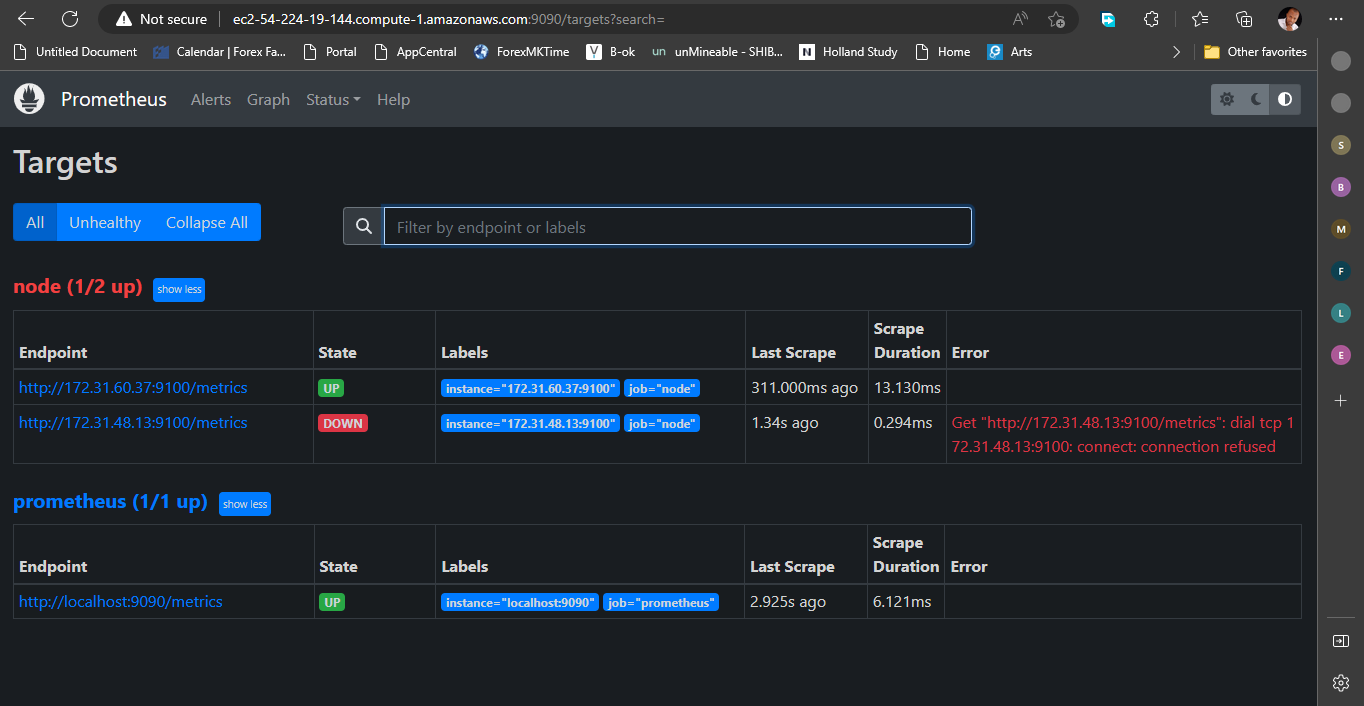 Not secure ec2-54-224-19-144.compute-1.amazonaws.com:9090/targets?search=
Untitled Document Calendar | Forex Fa... Portal AppCentral ForexMKTime V B-ok un unMineable - SHIB... N Holland Study Home Arts Other favorites
Prometheus Alerts Graph Status Help
Targets
All Unhealthy Collapse All Filter by endpoint or labels
node (1/2 up) show less
Endpoint State Labels Last Scrape Scrape Duration Error
http://172.31.60.37:9100/metrics UP instance="172.31.60.37:9100" job="node" 311.000ms ago 13.130ms
http://172.31.48.13:9100/metrics DOWN instance="172.31.48.13:9100" job="node" 1.34s ago 0.294ms Get "http://172.31.48.13:9100/metrics": dial tcp 1
72.31.48.13:9100: connect: connection refused
prometheus (1/1 up) show less
Endpoint State Labels Last Scrape Scrape Duration Error
http://localhost:9090/metrics UP instance="localhost:9090" job="prometheus" 2.925s ago 6.121ms
S
B
M
F
L
E